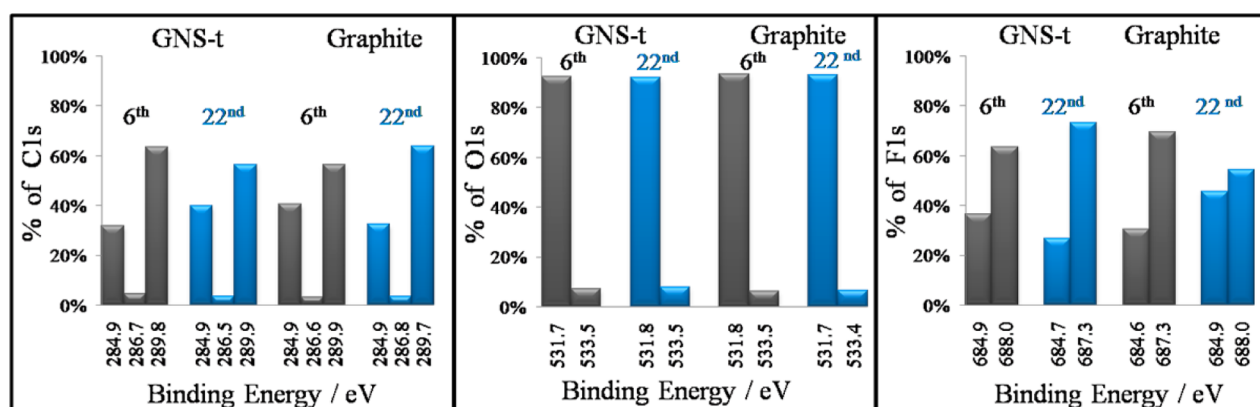 GNS-t Graphite
100%
80%
60%
40%
20%
0%
6th 22nd 6th 22nd
% of C1s
284.9 286.7 289.8 284.9 286.5 289.9 284.9 286.6 289.9 284.9 286.8 289.7
Binding Energy / eV
GNS-t Graphite
100%
80%
60%
40%
20%
0%
6th 22nd 6th 22nd
% of O1s
531.7 533.5 531.8 533.5 531.8 533.5 531.7 533.4
Binding Energy / eV
GNS-t Graphite
100%
80%
60%
40%
20%
0%
6th 22nd 6th 22nd
% of F1s
684.9 688.0 684.7 687.3 684.6 687.3 684.9 688.0
Binding Energy / eV